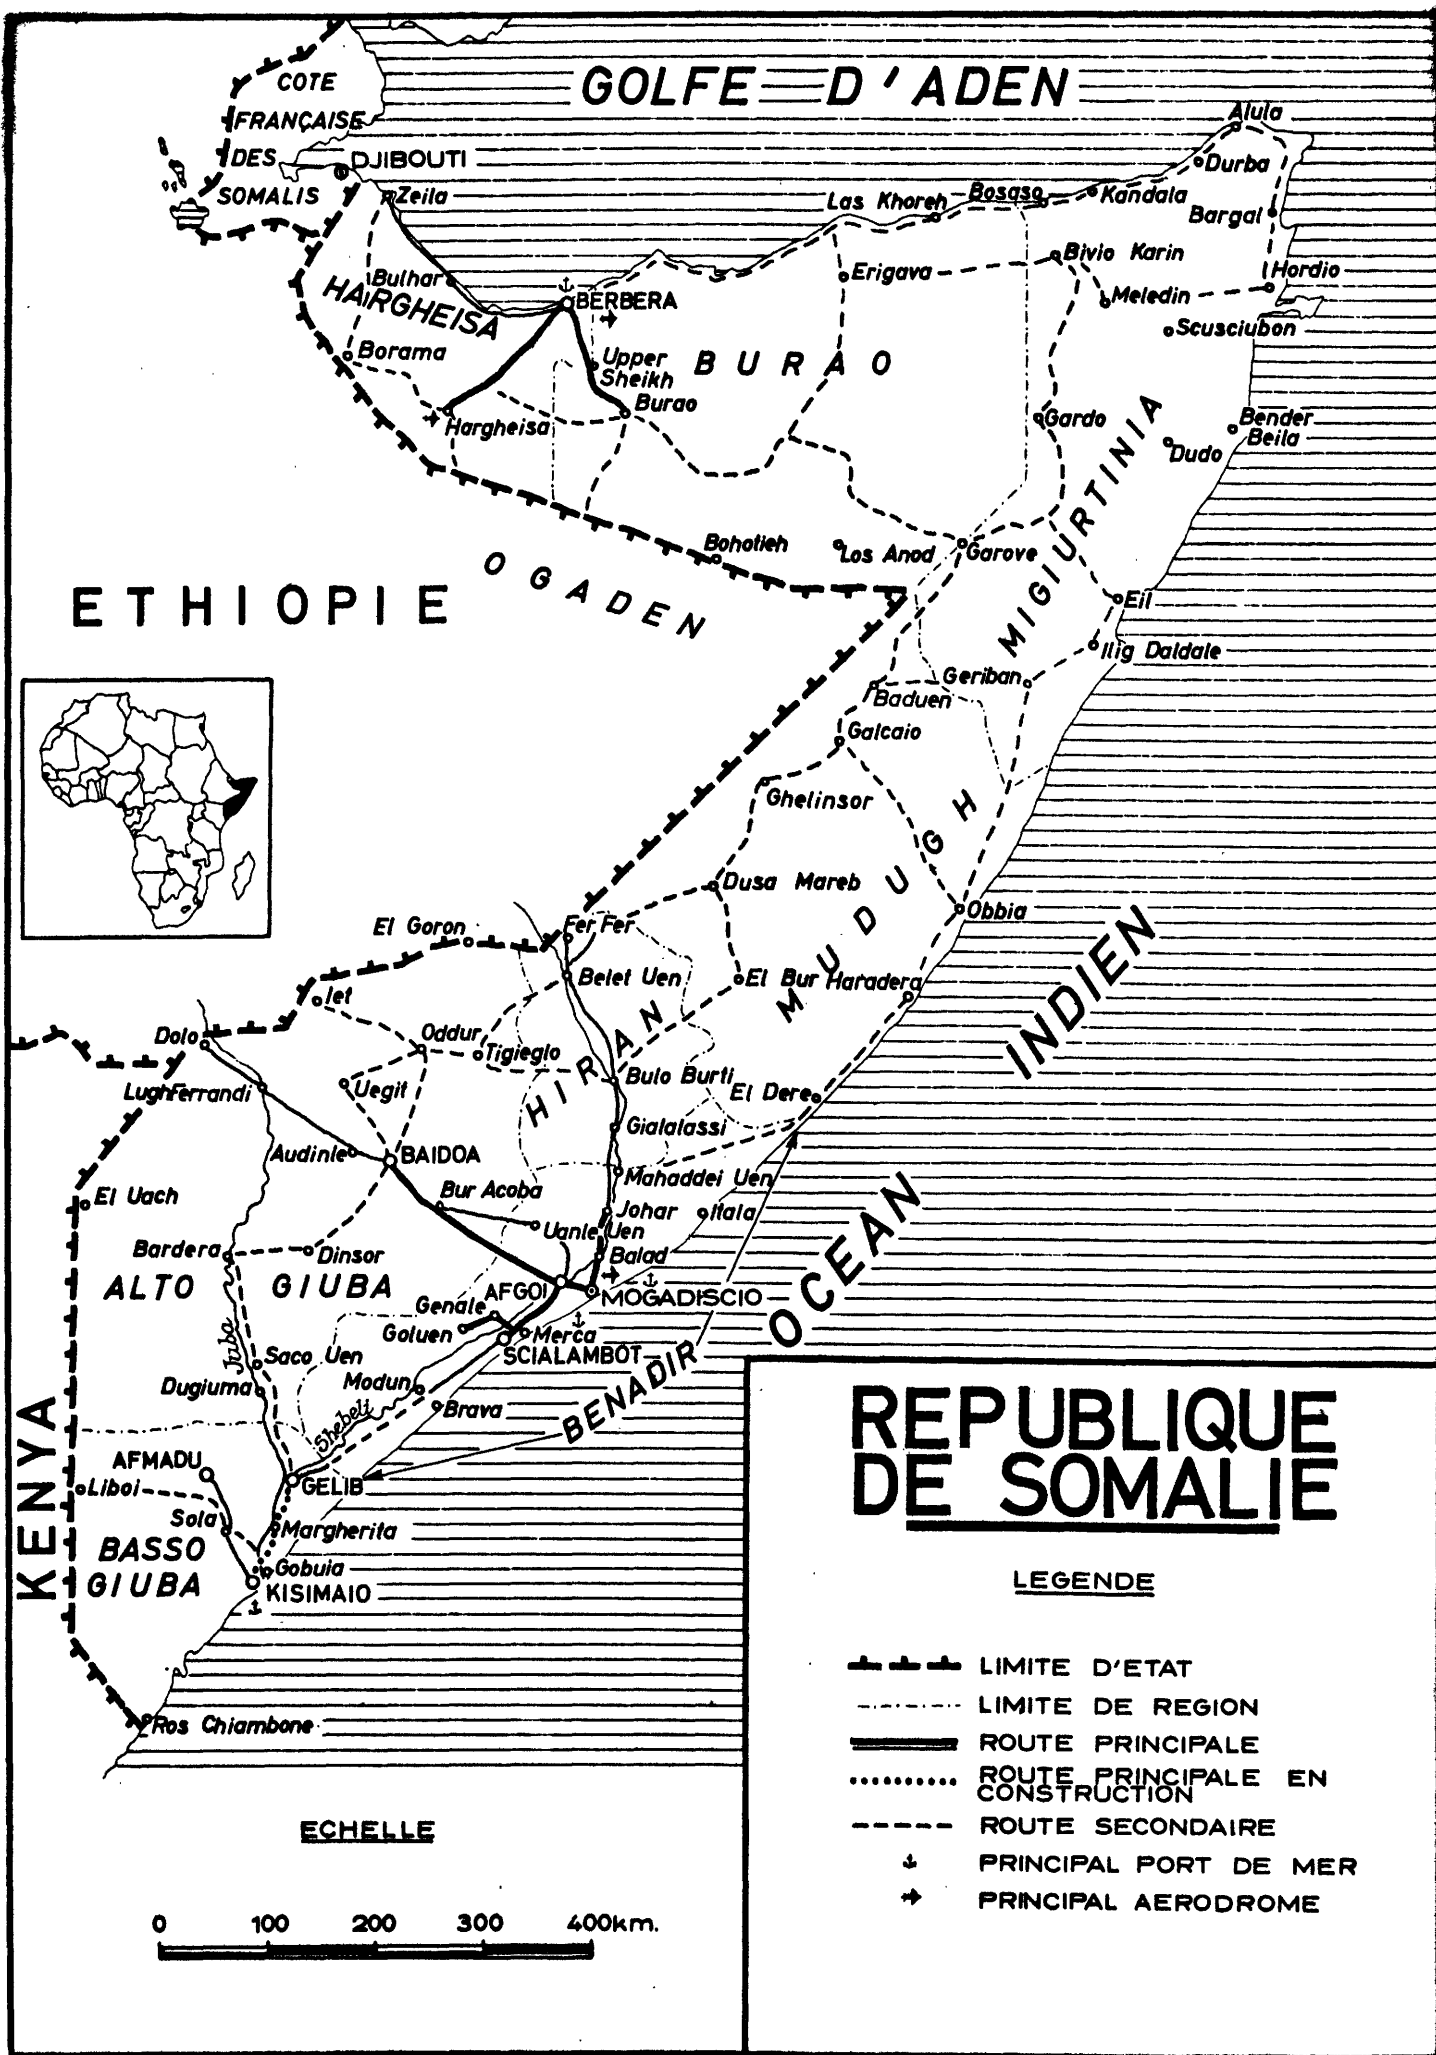 GOLFE D'ADEN
COTE
FRANÇAISE
DES
SOMALIS
DJIBOUTI
Zeila
Alula
Durba
Kandala
Bosaso
Las Khoreh
Bargal
Bulhar
HARGHEISA
BERBERA
Erigava
Bivio Karin
Hordio
Meledin
Scusciubon
Borama
Upper
Sheikh
BURAO
Burao
Hargheisa
Gardo
Bender
Beila
Dudo
MIGIURTINIA
Bohotieh
Los Anod
Garove
OGADEN
ETHIOPIE
Eil
Ilig Daldale
Geriban
Baduen
Galcaio
Ghelinsor
MUDUGH
Dusa Mareb
Obbia
El Goron
Fer Fer
Belet Uen
El Bur
Haradera
Iet
HIRAN
Dolo
Oddur
Tigieglo
INDIEN
Lugh Ferrandi
Uegit
Bulo Burti
El Dere
Gialalassi
Audinle
BAIDOA
Mahaddei Uen
El Uach
Bur Acoba
Johar
Itala
Uanle Uen
Bardera
Dinsor
Balad
ALTO GIUBA
AFGOI
MOGADISCIO
OCEAN
Genale
Goluen
Merca
SCIALAMBOT
Juba
Saco Uen
Dugiuma
Modun
Brava
BENADIR
Shebeli
KENYA
AFMADU
GELIB
Liboi
Sola
Margherita
BASSO
GIUBA
Gobuia
KISIMAIO
Ros Chiambone
REPUBLIQUE
DE SOMALIE
LEGENDE
LIMITE D'ETAT
LIMITE DE REGION
ROUTE PRINCIPALE
ROUTE PRINCIPALE EN
CONSTRUCTION
ROUTE SECONDAIRE
PRINCIPAL PORT DE MER
PRINCIPAL AERODROME
ECHELLE
0 100 200 300 400km.